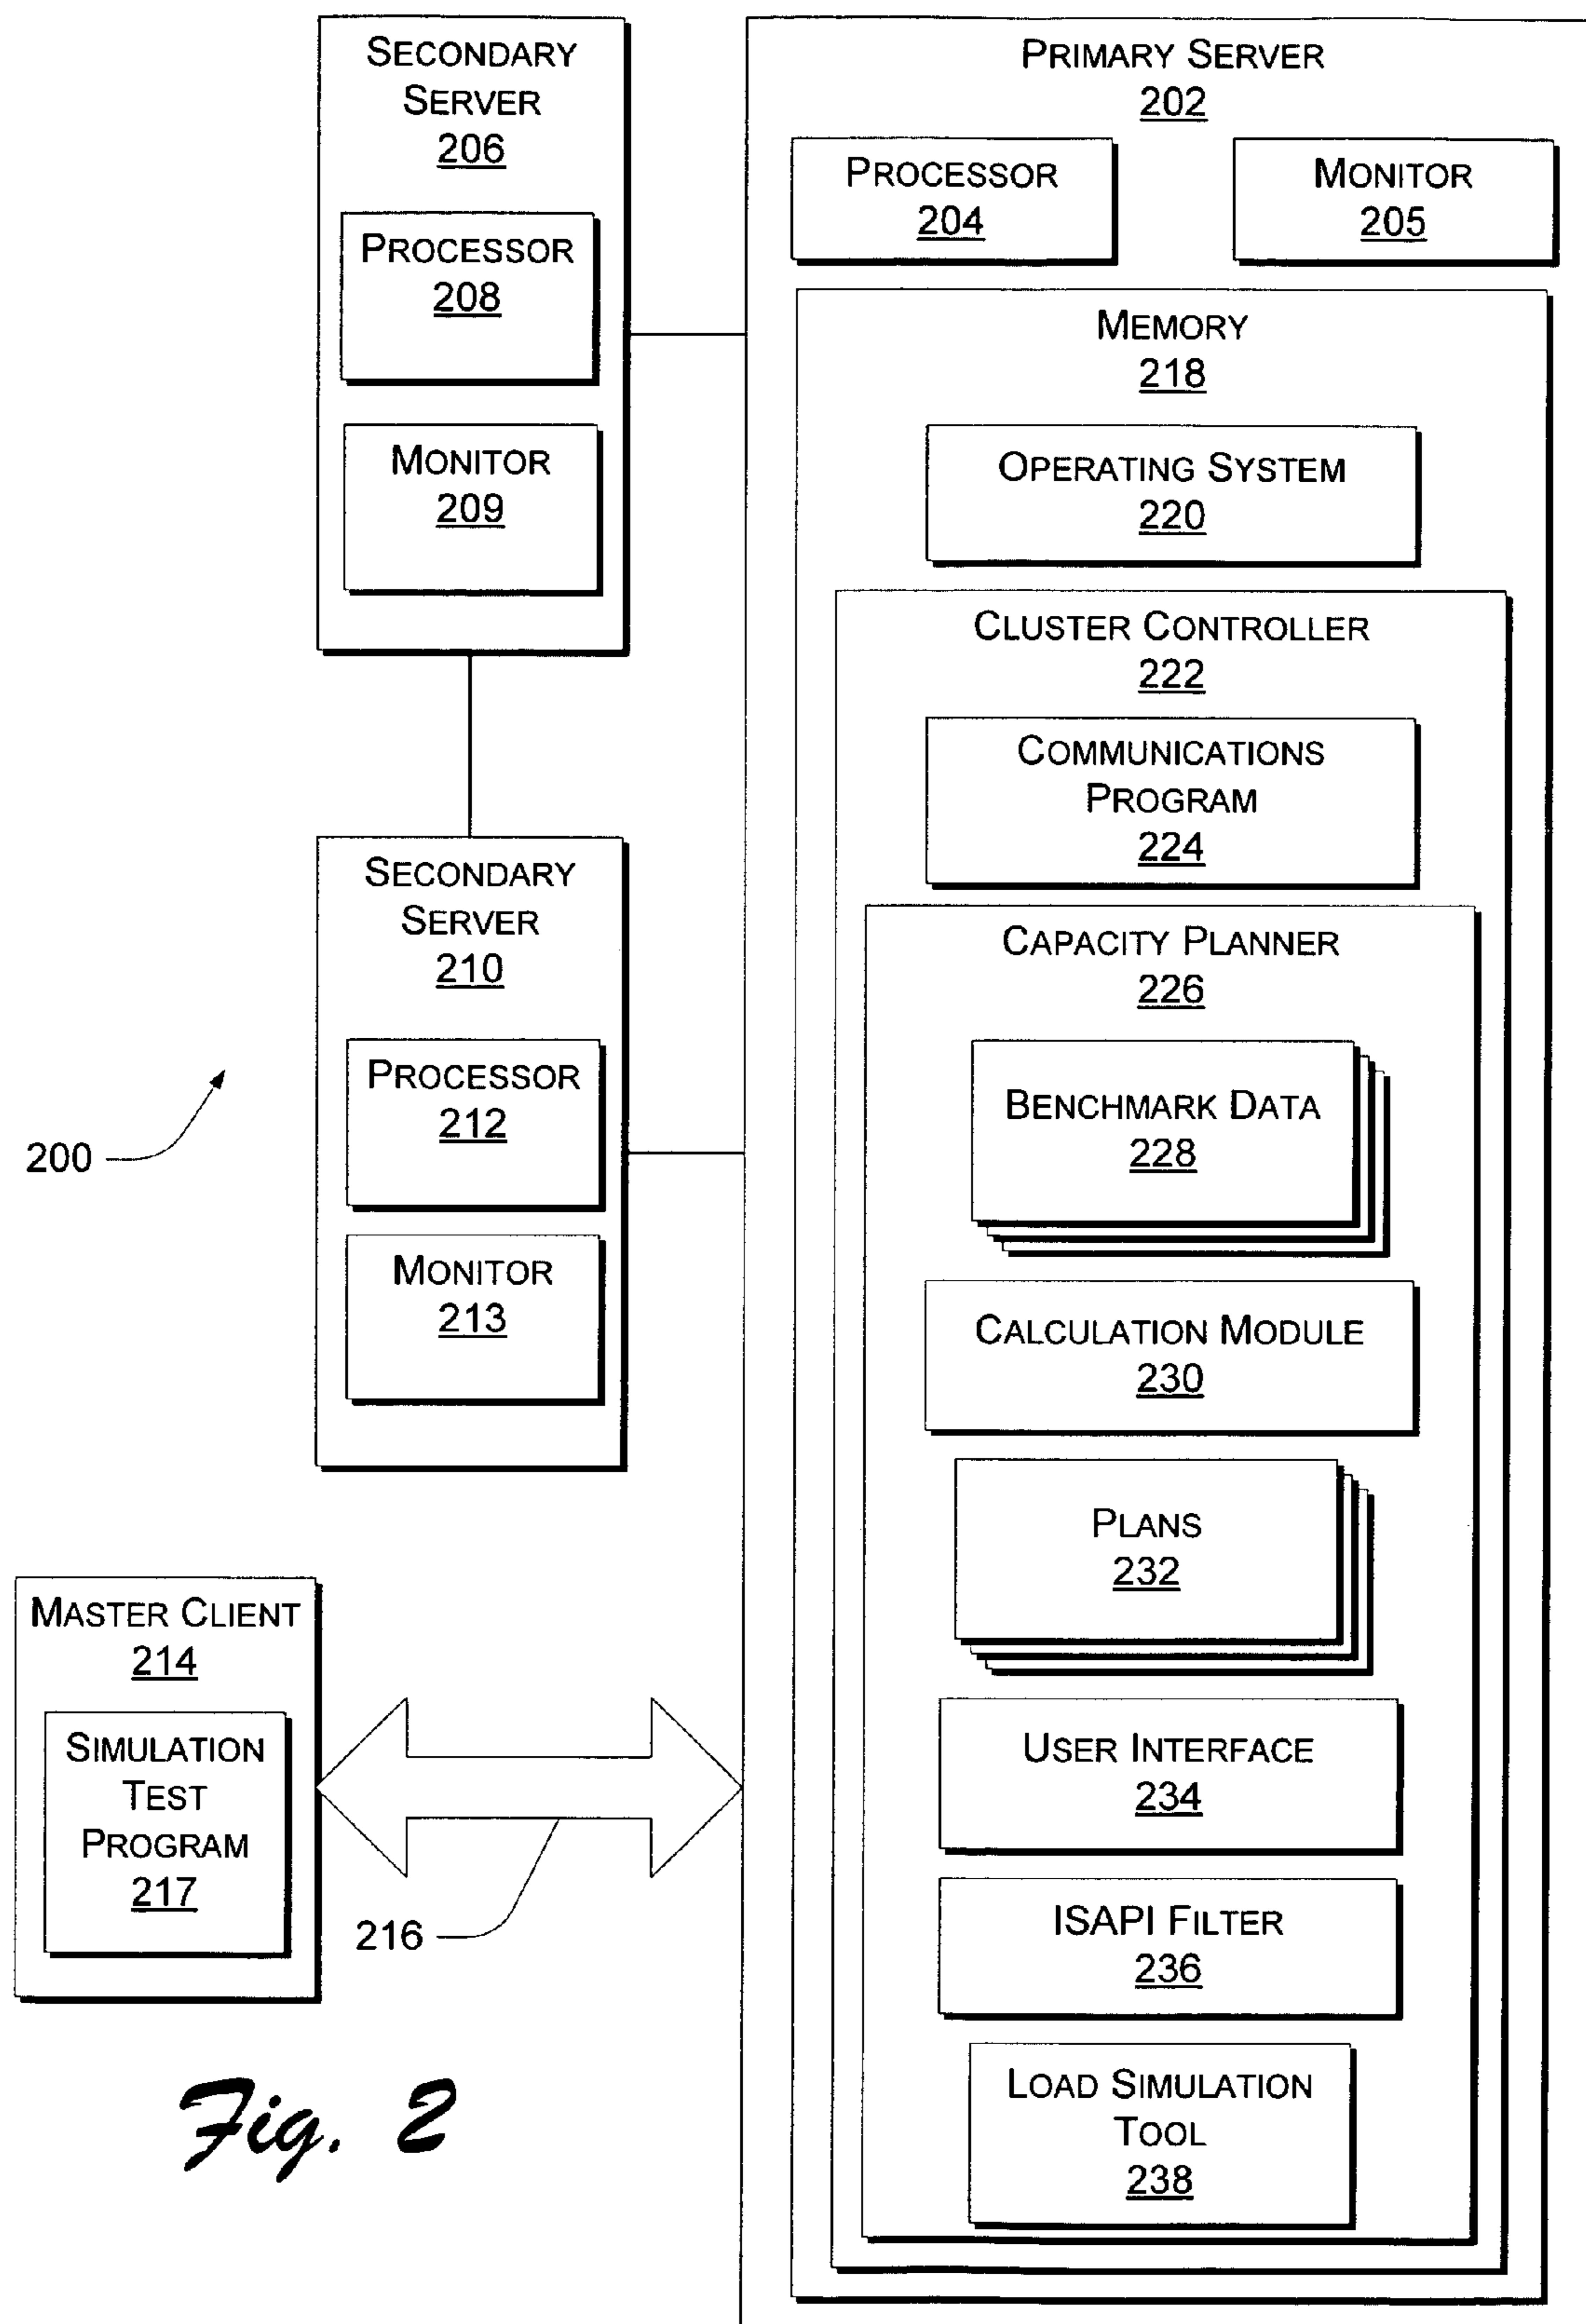 SECONDARY
SERVER
206
PROCESSOR
208
MONITOR
209
SECONDARY
SERVER
210
PROCESSOR
212
MONITOR
213
200
MASTER CLIENT
214
SIMULATION
TEST
PROGRAM
217
216
PRIMARY SERVER
202
PROCESSOR
204
MONITOR
205
MEMORY
218
OPERATING SYSTEM
220
CLUSTER CONTROLLER
222
COMMUNICATIONS
PROGRAM
224
CAPACITY PLANNER
226
BENCHMARK DATA
228
CALCULATION MODULE
230
PLANS
232
USER INTERFACE
234
ISAPI FILTER
236
LOAD SIMULATION
TOOL
238
Fig. 2